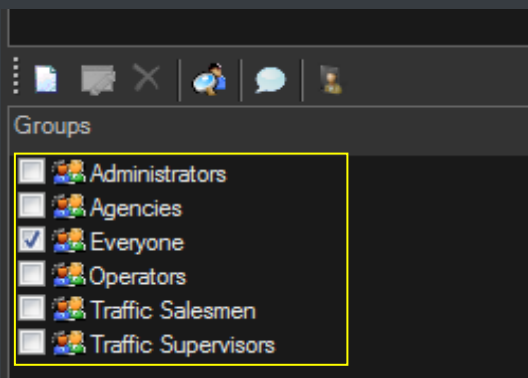 Groups
Administrators
Agencies
Everyone
Operators
Traffic Salesmen
Traffic Supervisors